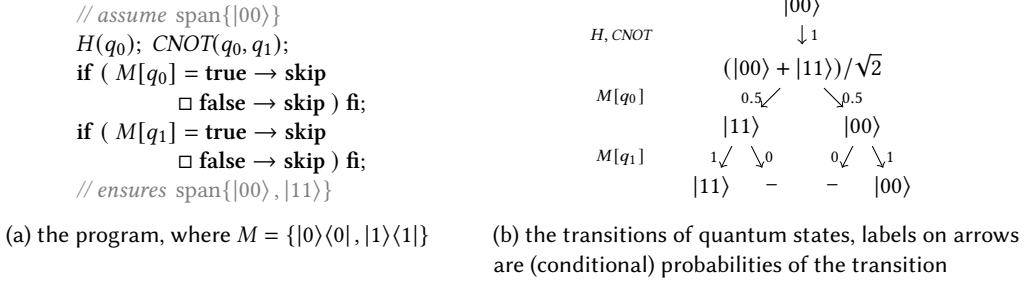 // assume span{|00⟩}
H(q₀); CNOT(q₀, q₁);
if ( M[q₀] = true → skip
□ false → skip ) fi;
if ( M[q₁] = true → skip
□ false → skip ) fi;
// ensures span{|00⟩ , |11⟩}
(a) the program, where M = {|0⟩⟨0| , |1⟩⟨1|}
|00⟩
H, CNOT ↓ 1
(|00⟩ + |11⟩)/√2
M[q₀] 0.5↙ ↘0.5
|11⟩ |00⟩
M[q₁] 1↙ ↘0 0↙ ↘1
|11⟩ − − |00⟩
(b) the transitions of quantum states, labels on arrows
are (conditional) probabilities of the transition